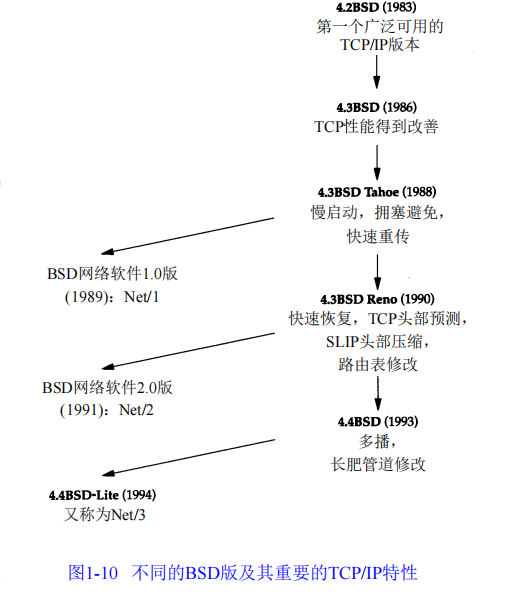 4.2BSD (1983)
第一个广泛可用的
TCP/IP版本
4.3BSD (1986)
TCP性能得到改善
4.3BSD Tahoe (1988)
慢启动，拥塞避免，
快速重传
BSD网络软件1.0版
(1989)：Net/1
4.3BSD Reno (1990)
快速恢复，TCP头部预测，
SLIP头部压缩，
路由表修改
BSD网络软件2.0版
(1991)：Net/2
4.4BSD (1993)
多播，
长肥管道修改
4.4BSD-Lite (1994)
又称为Net/3
图1-10 不同的BSD版及其重要的TCP/IP特性